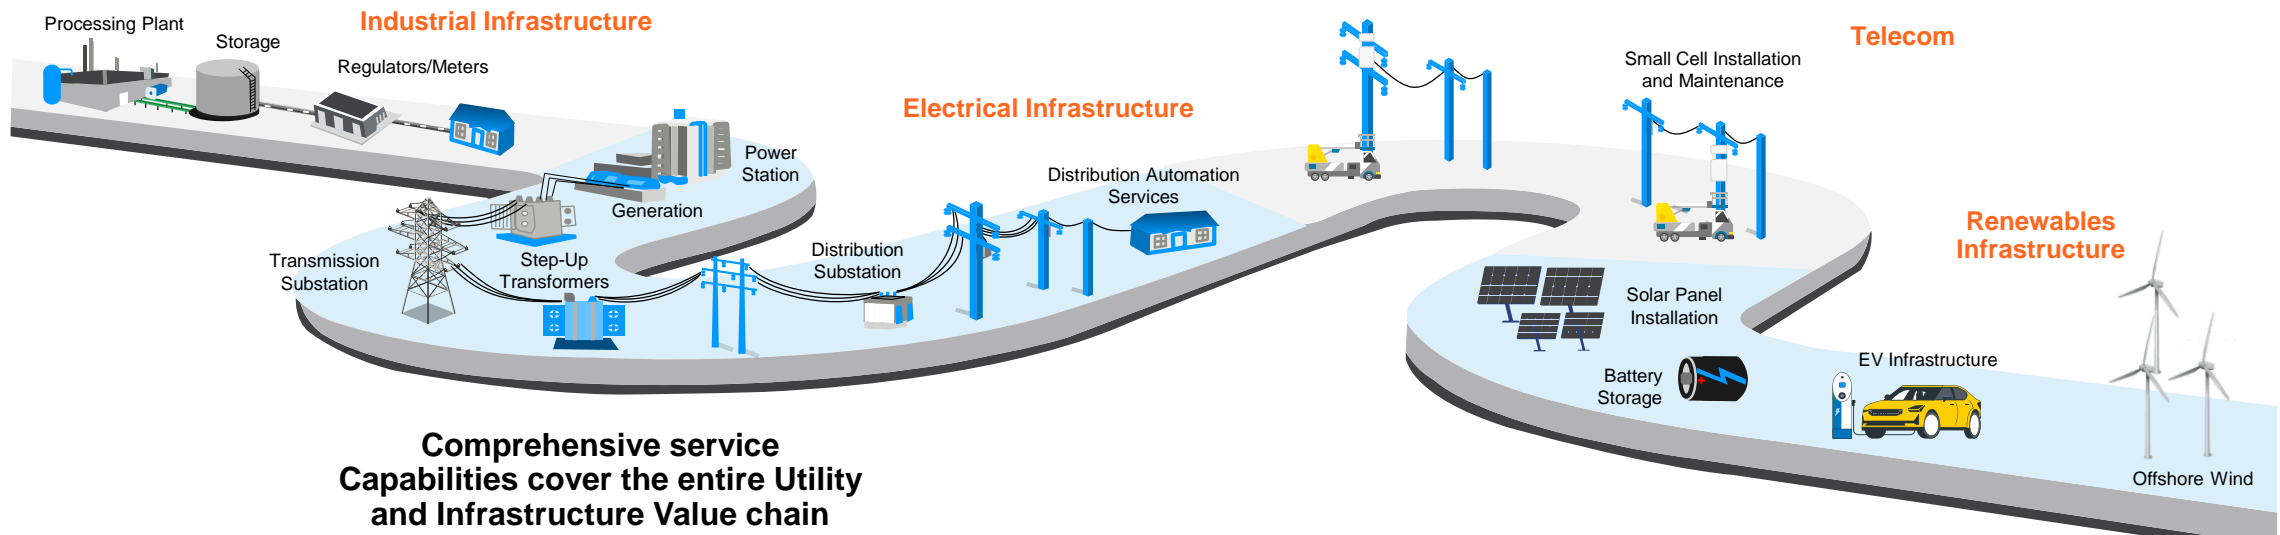 Industrial Infrastructure
Processing Plant
Storage
Regulators/Meters
Electrical Infrastructure
Power
Station
Generation
Transmission
Substation
Step-Up
Transformers
Distribution
Substation
Distribution Automation
Services
Telecom
Small Cell Installation
and Maintenance
Renewables
Infrastructure
Solar Panel
Installation
Battery
Storage
EV Infrastructure
Offshore Wind
Comprehensive service
Capabilities cover the entire Utility
and Infrastructure Value chain